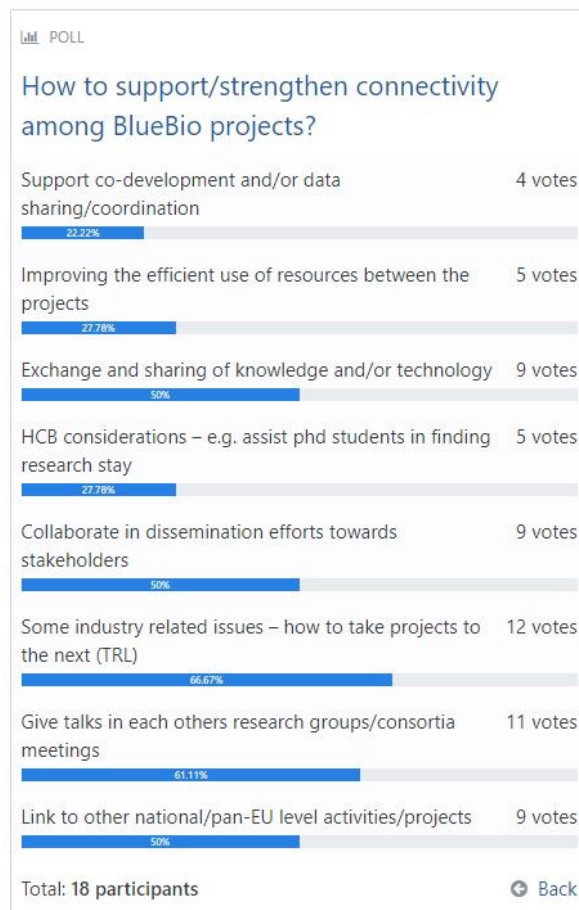 POLL
How to support/strengthen connectivity
among BlueBio projects?
Support co-development and/or data 4 votes
sharing/coordination
22.22%
Improving the efficient use of resources between the 5 votes
projects
27.78%
Exchange and sharing of knowledge and/or technology 9 votes
50%
HCB considerations – e.g. assist phd students in finding 5 votes
research stay
27.78%
Collaborate in dissemination efforts towards 9 votes
stakeholders
50%
Some industry related issues – how to take projects to 12 votes
the next (TRL)
66.67%
Give talks in each others research groups/consortia 11 votes
meetings
61.11%
Link to other national/pan-EU level activities/projects 9 votes
50%
Total: 18 participants Back